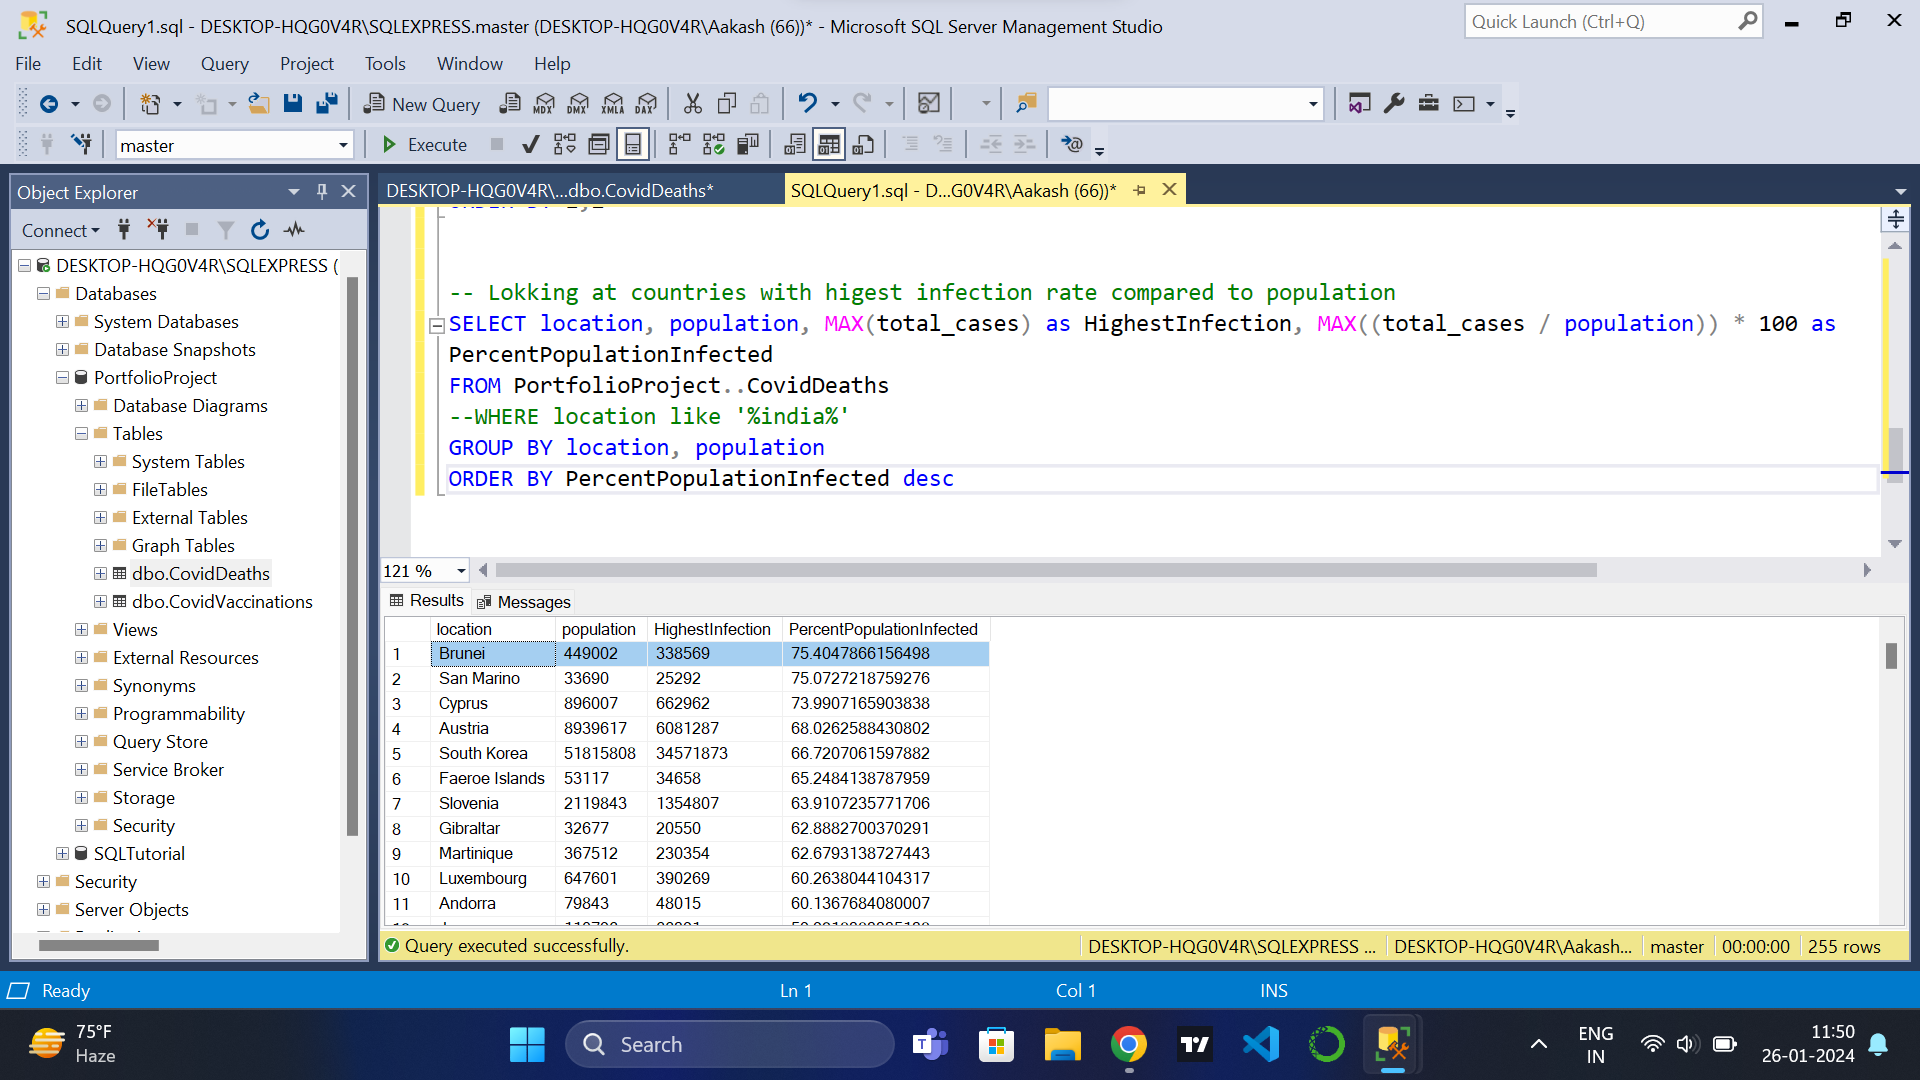 SQLQuery1.sql - DESKTOP-HQG0V4R\SQLEXPRESS.master (DESKTOP-HQG0V4R\Aakash (66))* - Microsoft SQL Server Management Studio
Quick Launch (Ctrl+Q)
File Edit View Query Project Tools Window Help
New Query MDX DMX XMLA DAX
master Execute
Object Explorer
DESKTOP-HQG0V4R\...dbo.CovidDeaths*
SQLQuery1.sql - D...G0V4R\Aakash (66))*
Connect
DESKTOP-HQG0V4R\SQLEXPRESS (
Databases
System Databases
Database Snapshots
PortfolioProject
Database Diagrams
Tables
System Tables
FileTables
External Tables
Graph Tables
dbo.CovidDeaths
dbo.CovidVaccinations
Views
External Resources
Synonyms
Programmability
Query Store
Service Broker
Storage
Security
SQLTutorial
Security
Server Objects
-- Lokking at countries with higest infection rate compared to population
SELECT location, population, MAX(total_cases) as HighestInfection, MAX((total_cases / population)) * 100 as
PercentPopulationInfected
FROM PortfolioProject..CovidDeaths
--WHERE location like '%india%'
GROUP BY location, population
ORDER BY PercentPopulationInfected desc
121 %
Results Messages
location population HighestInfection PercentPopulationInfected
1 Brunei 449002 338569 75.4047866156498
2 San Marino 33690 25292 75.0727218759276
3 Cyprus 896007 662962 73.9907165903838
4 Austria 8939617 6081287 68.0262588430802
5 South Korea 51815808 34571873 66.7207061597882
6 Faeroe Islands 53117 34658 65.2484138787959
7 Slovenia 2119843 1354807 63.9107235771706
8 Gibraltar 32677 20550 62.8882700370291
9 Martinique 367512 230354 62.6793138727443
10 Luxembourg 647601 390269 60.2638044104317
11 Andorra 79843 48015 60.1367684080007
Query executed successfully.
DESKTOP-HQG0V4R\SQLEXPRESS ... DESKTOP-HQG0V4R\Aakash... master 00:00:00 255 rows
Ready Ln 1 Col 1 INS
75°F
Haze
Search
ENG
IN
11:50
26-01-2024